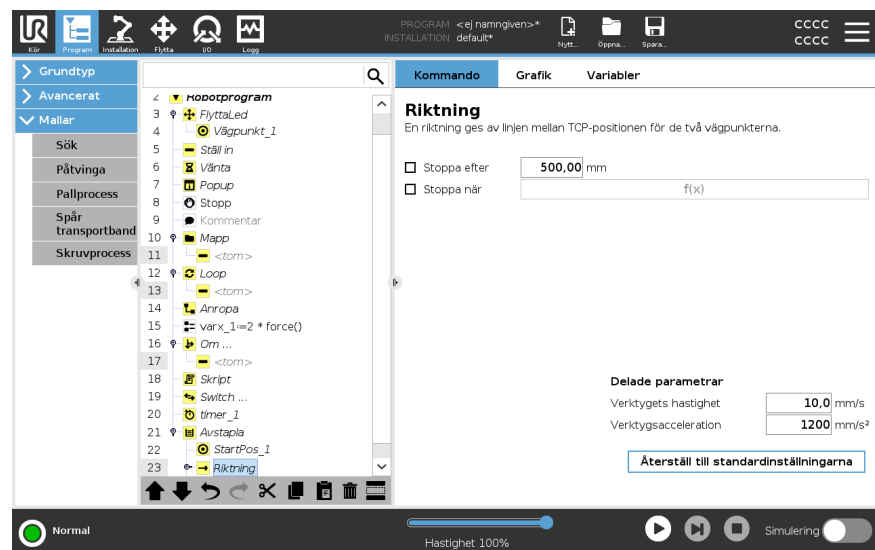 UR
PROGRAM <ej namngiven>*
INSTALLATION default*
Kör
Program
Installation
Flytta
I/O
Logg
Nytt...
Öppna...
Spara...
CCCC
CCCC
Grundtyp
Avancerat
Mallar
Sök
Påtvinga
Pallprocess
Spår
transportband
Skruvprocess
2 Robotprogram
3 FlyttaLed
4 Vägpunkt_1
5 Ställ in
6 Vänta
7 Popup
8 Stopp
9 Kommentar
10 Mapp
11 <tom>
12 Loop
13 <tom>
14 Anropa
15 varx_1:=2 * force()
16 Om ...
17 <tom>
18 Skript
19 Switch ...
20 timer_1
21 Avstapla
22 StartPos_1
23 Riktning
Kommando
Grafik
Variabler
Riktning
En riktning ges av linjen mellan TCP-positionen för de två vägpunkterna.
Stoppa efter 500,00 mm
Stoppa när f(x)
Delade parametrar
Verktygets hastighet 10,0 mm/s
Verktygsacceleration 1200 mm/s²
Återställ till standardinställningarna
Normal
Hastighet 100%
Simulering